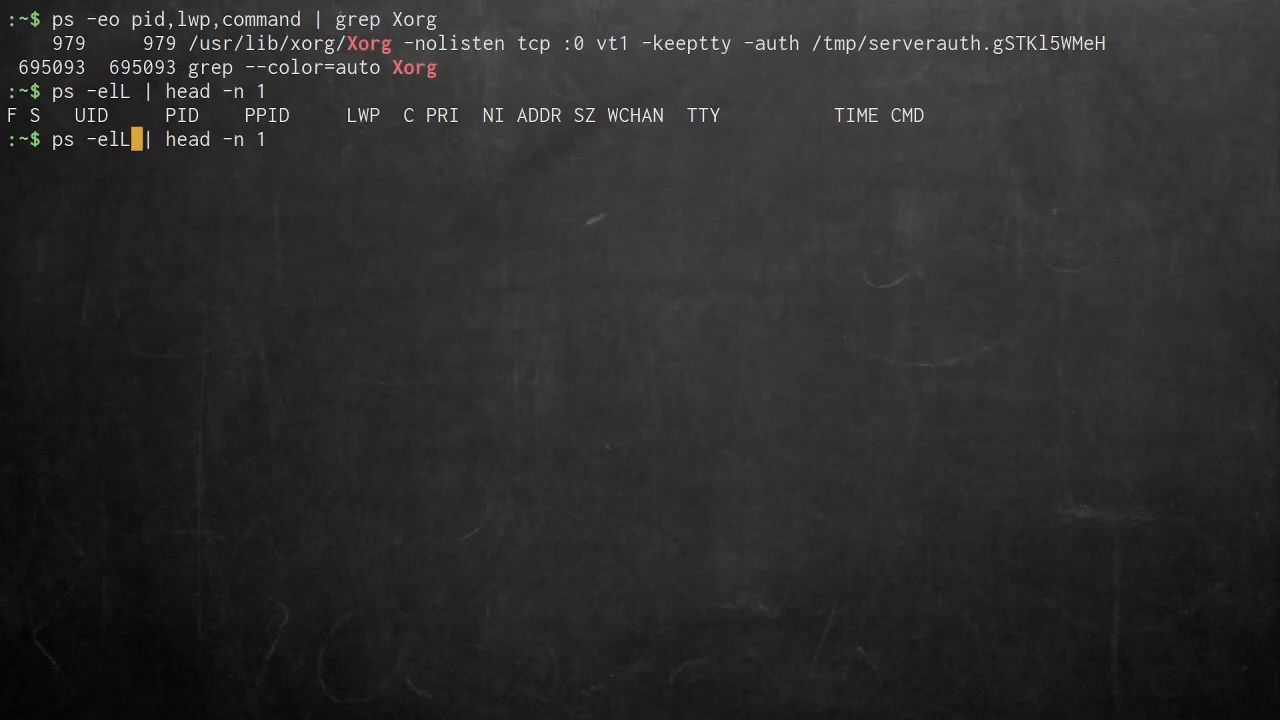 :~$ ps -eo pid,lwp,command | grep Xorg
    979     979 /usr/lib/xorg/Xorg -nolisten tcp :0 vt1 -keeptty -auth /tmp/serverauth.gSTKl5WMeH
 695093  695093 grep --color=auto Xorg
:~$ ps -elL | head -n 1
F S   UID     PID    PPID     LWP  C PRI  NI ADDR SZ WCHAN  TTY          TIME CMD
:~$ ps -elL | head -n 1